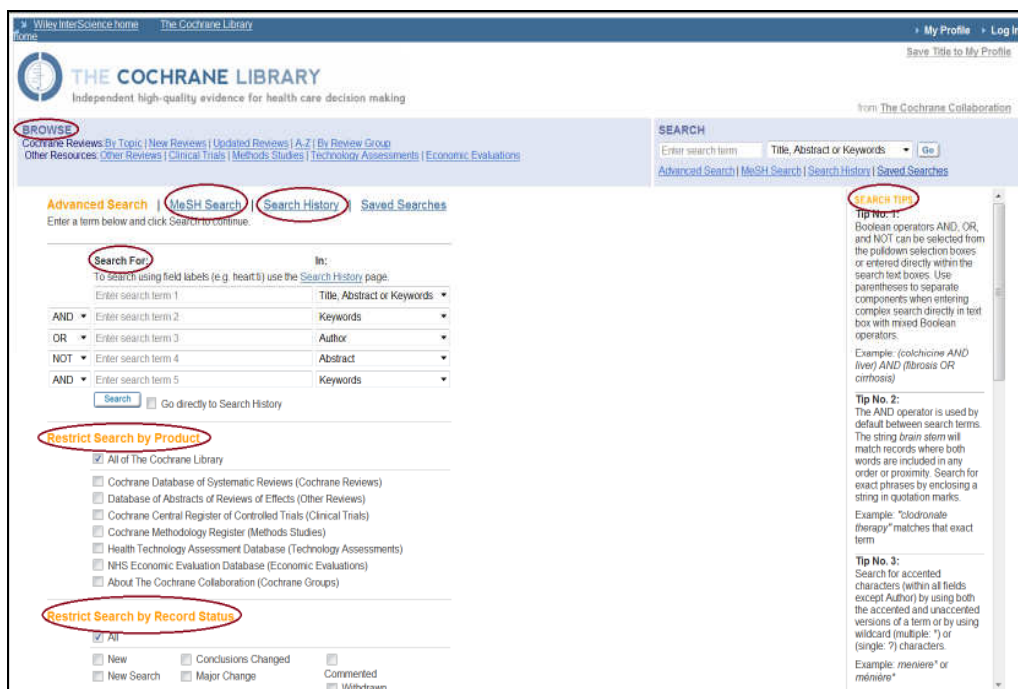 Wiley InterScience home   The Cochrane Library
home
My Profile   Log In
Save Title to My Profile
THE COCHRANE LIBRARY
Independent high-quality evidence for health care decision making
from The Cochrane Collaboration
BROWSE
Cochrane Reviews: By Topic | New Reviews | Updated Reviews | A-Z | By Review Group
Other Resources: Other Reviews | Clinical Trials | Methods Studies | Technology Assessments | Economic Evaluations
SEARCH
Enter search term   Title, Abstract or Keywords   Go
Advanced Search | MeSH Search | Search History | Saved Searches
Advanced Search | MeSH Search | Search History | Saved Searches
Enter a term below and click Search to continue.
Search For:   In:
To search using field labels (e.g. heart:ti) use the Search History page.
Enter search term 1   Title, Abstract or Keywords
AND   Enter search term 2   Keywords
OR   Enter search term 3   Author
NOT   Enter search term 4   Abstract
AND   Enter search term 5   Keywords
Search   Go directly to Search History
Restrict Search by Product
All of The Cochrane Library
Cochrane Database of Systematic Reviews (Cochrane Reviews)
Database of Abstracts of Reviews of Effects (Other Reviews)
Cochrane Central Register of Controlled Trials (Clinical Trials)
Cochrane Methodology Register (Methods Studies)
Health Technology Assessment Database (Technology Assessments)
NHS Economic Evaluation Database (Economic Evaluations)
About The Cochrane Collaboration (Cochrane Groups)
Restrict Search by Record Status
All
New   Conclusions Changed
Commented
New Search   Major Change
Withdrawn
SEARCH TIPS
Tip No. 1:
Boolean operators AND, OR,
and NOT can be selected from
the pulldown selection boxes
or entered directly within the
search text boxes. Use
parentheses to separate
components when entering
complex search directly in text
box with mixed Boolean
operators.
Example: (colchicine AND
liver) AND (fibrosis OR
cirrhosis)
Tip No. 2:
The AND operator is used by
default between search terms.
The string brain stem will
match records where both
words are included in any
order or proximity. Search for
exact phrases by enclosing a
string in quotation marks.
Example: "clodronate
therapy" matches that exact
term
Tip No. 3:
Search for accented
characters (within all fields
except Author) by using both
the accented and unaccented
versions of a term or by using
wildcard (multiple: *) or
(single: ?) characters.
Example: meniere* or
ménière*